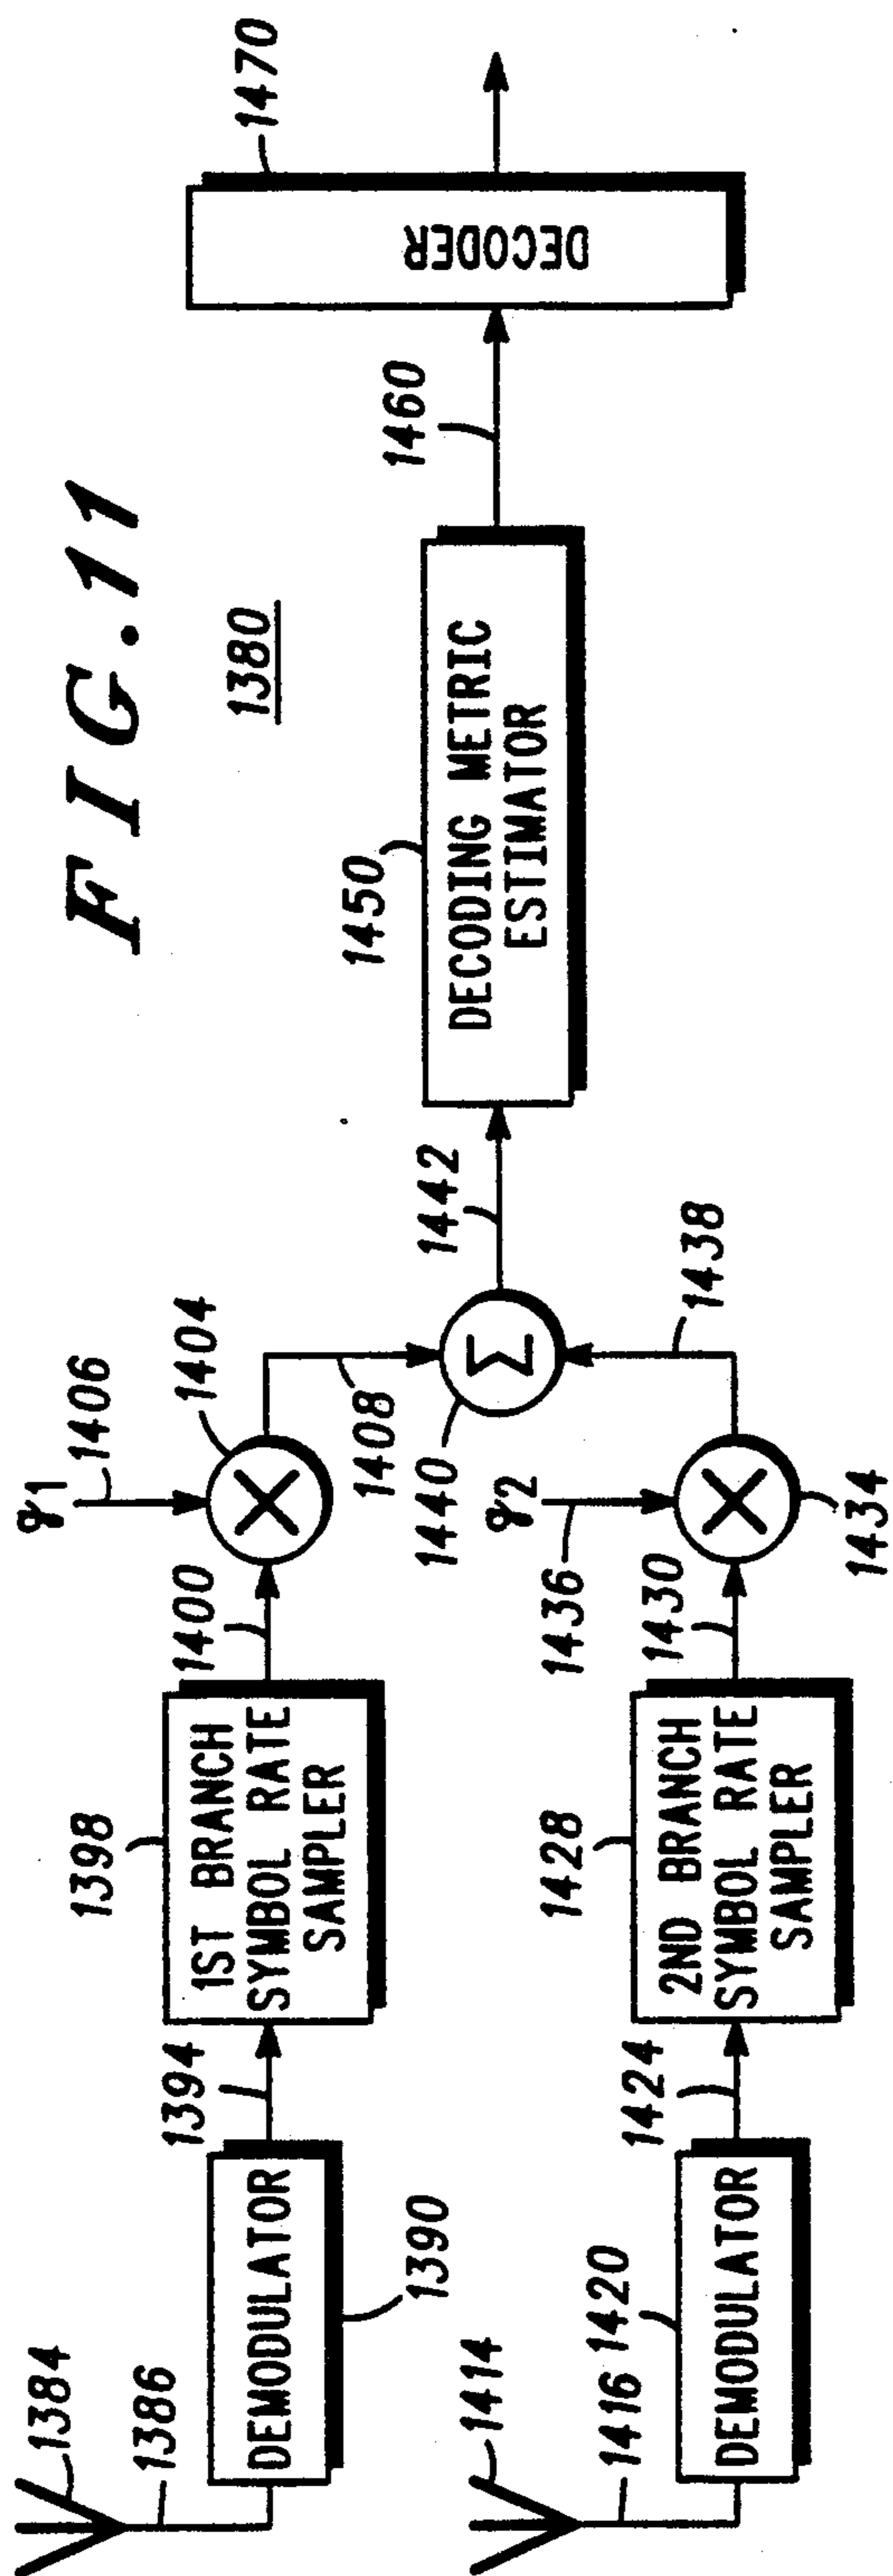 FIG.11
1380
1384
1386
DEMODULATOR
1390
1394
1398
1ST BRANCH
SYMBOL RATE
SAMPLER
1400
1404
1406
1408
1414
1416
1420
DEMODULATOR
1424
1428
2ND BRANCH
SYMBOL RATE
SAMPLER
1430
1434
1436
1438
1440
Σ
1442
1450
DECODING METRIC
ESTIMATOR
1460
DECODER
1470